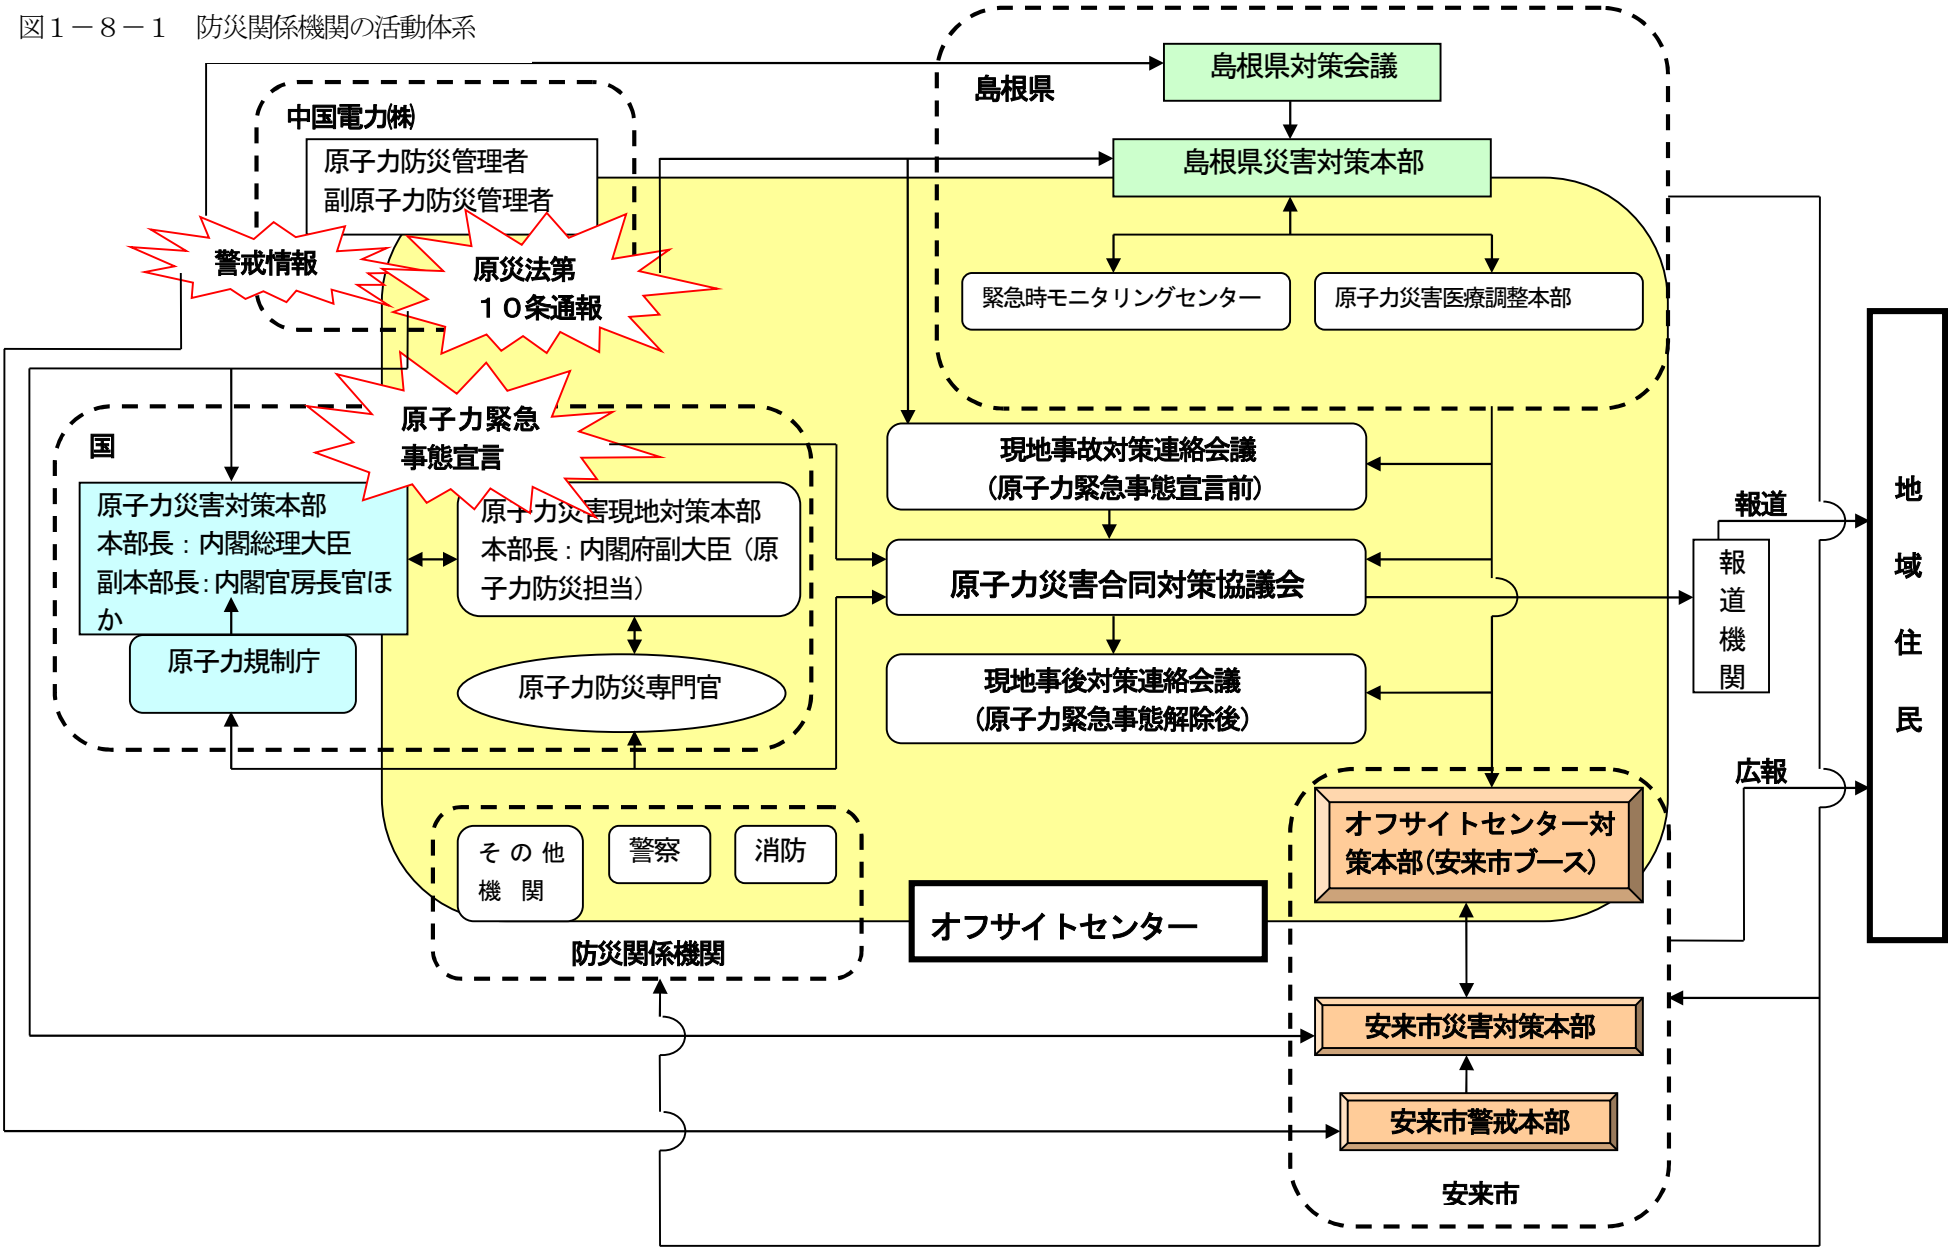 図１－８－１　防災関係機関の活動体系
島根県対策会議
島根県
中国電力㈱
原子力防災管理者
副原子力防災管理者
島根県災害対策本部
警戒情報
原災法第
１０条通報
緊急時モニタリングセンター
原子力災害医療調整本部
原子力緊急
事態宣言
国
現地事故対策連絡会議
（原子力緊急事態宣言前）
原子力災害対策本部
本部長：内閣総理大臣
副本部長：内閣官房長官ほ
か
原子力災害現地対策本部
本部長：内閣府副大臣（原
子力防災担当）
原子力災害合同対策協議会
原子力規制庁
原子力防災専門官
現地事後対策連絡会議
（原子力緊急事態解除後）
報道
報
道
機
関
地
域
住
民
広報
その他
機関
警察
消防
防災関係機関
オフサイトセンター
オフサイトセンター対
策本部（安来市ブース）
安来市災害対策本部
安来市警戒本部
安来市